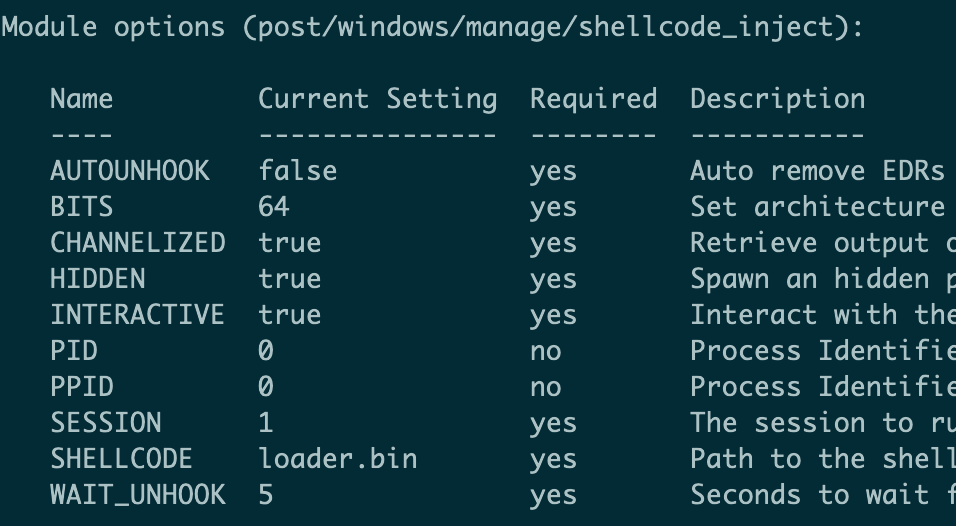 Module options (post/windows/manage/shellcode_inject):
Name Current Setting Required Description
---- --------------- -------- -----------
AUTOUNHOOK false yes Auto remove EDRs
BITS 64 yes Set architecture
CHANNELIZED true yes Retrieve output
HIDDEN true yes Spawn an hidden
INTERACTIVE true yes Interact with the
PID 0 no Process Identifie
PPID 0 no Process Identifie
SESSION 1 yes The session to ru
SHELLCODE loader.bin yes Path to the shell
WAIT_UNHOOK 5 yes Seconds to wait f